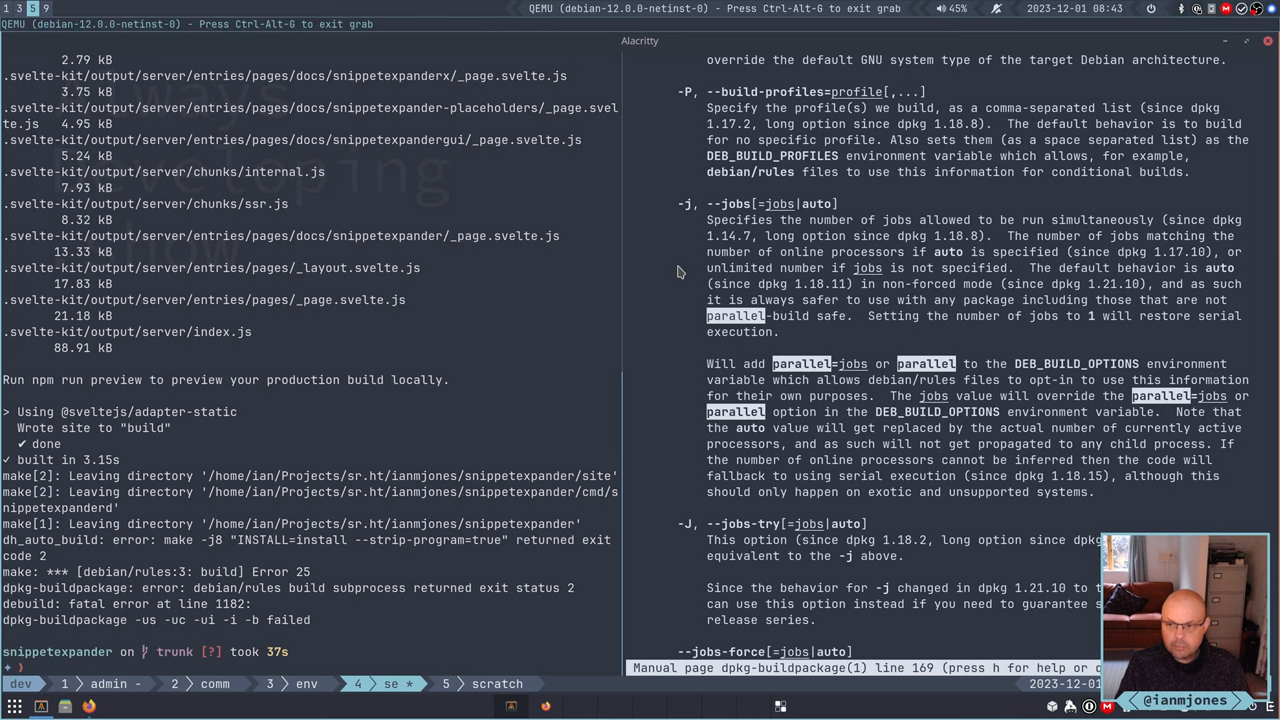 1 3 5 9
QEMU (debian-12.0.0-netinst-0) - Press Ctrl-Alt-G to exit grab
45%
2023-12-01 08:43
QEMU (debian-12.0.0-netinst-0) - Press Ctrl-Alt-G to exit grab
Alacritty
2.79 kB
.svelte-kit/output/server/entries/pages/docs/snippetexpanderx/_page.svelte.js
3.75 kB
.svelte-kit/output/server/entries/pages/docs/snippetexpander-placeholders/_page.svel
te.js 4.95 kB
.svelte-kit/output/server/entries/pages/docs/snippetexpandergui/_page.svelte.js
5.24 kB
.svelte-kit/output/server/chunks/internal.js
7.93 kB
.svelte-kit/output/server/chunks/ssr.js
8.32 kB
.svelte-kit/output/server/entries/pages/docs/snippetexpander/_page.svelte.js
13.33 kB
.svelte-kit/output/server/entries/pages/_layout.svelte.js
17.83 kB
.svelte-kit/output/server/entries/pages/_page.svelte.js
21.18 kB
.svelte-kit/output/server/index.js
88.91 kB
Run npm run preview to preview your production build locally.
> Using @sveltejs/adapter-static
Wrote site to "build"
✔ done
✓ built in 3.15s
make[2]: Leaving directory '/home/ian/Projects/sr.ht/ianmjones/snippetexpander/site'
make[2]: Leaving directory '/home/ian/Projects/sr.ht/ianmjones/snippetexpander/cmd/s
nippetexpanderd'
make[1]: Leaving directory '/home/ian/Projects/sr.ht/ianmjones/snippetexpander'
dh_auto_build: error: make -j8 "INSTALL=install --strip-program=true" returned exit
code 2
make: *** [debian/rules:3: build] Error 25
dpkg-buildpackage: error: debian/rules build subprocess returned exit status 2
debuild: fatal error at line 1182:
dpkg-buildpackage -us -uc -ui -i -b failed
snippetexpander on trunk [?] took 37s
Always
Developing
show
override the default GNU system type of the target Debian architecture.
-P, --build-profiles=profile[,...]
Specify the profile(s) we build, as a comma-separated list (since dpkg
1.17.2, long option since dpkg 1.18.8). The default behavior is to build
for no specific profile. Also sets them (as a space separated list) as the
DEB_BUILD_PROFILES environment variable which allows, for example,
debian/rules files to use this information for conditional builds.
-j, --jobs[=jobs|auto]
Specifies the number of jobs allowed to be run simultaneously (since dpkg
1.14.7, long option since dpkg 1.18.8). The number of jobs matching the
number of online processors if auto is specified (since dpkg 1.17.10), or
unlimited number if jobs is not specified. The default behavior is auto
(since dpkg 1.18.11) in non-forced mode (since dpkg 1.21.10), and as such
it is always safer to use with any package including those that are not
parallel-build safe. Setting the number of jobs to 1 will restore serial
execution.
Will add parallel=jobs or parallel to the DEB_BUILD_OPTIONS environment
variable which allows debian/rules files to opt-in to use this information
for their own purposes. The jobs value will override the parallel=jobs or
parallel option in the DEB_BUILD_OPTIONS environment variable. Note that
the auto value will get replaced by the actual number of currently active
processors, and as such will not get propagated to any child process. If
the number of online processors cannot be inferred then the code will
fallback to using serial execution (since dpkg 1.18.15), although this
should only happen on exotic and unsupported systems.
-J, --jobs-try[=jobs|auto]
This option (since dpkg 1.18.2, long option since dpkg
equivalent to the -j above.
Since the behavior for -j changed in dpkg 1.21.10 to t
can use this option instead if you need to guarantee s
release series.
--jobs-force[=jobs|auto]
Manual page dpkg-buildpackage(1) line 169 (press h for help or
dev 1 admin - 2 comm 3 env 4 se * 5 scratch
2023-12-01
@ianmjones